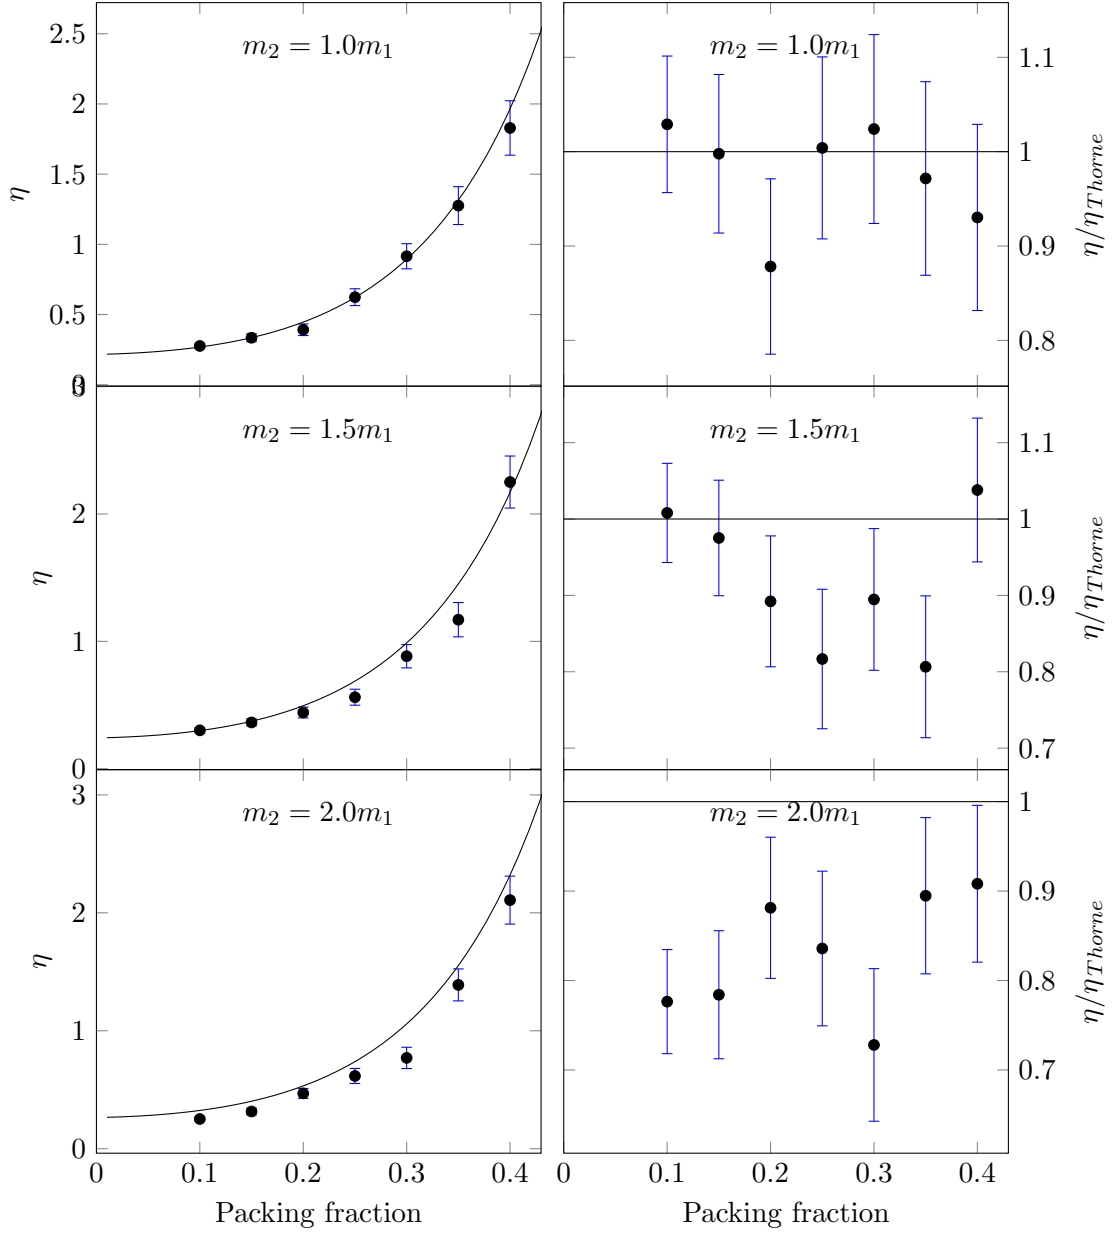 m₂ = 1.0m₁
2.5
2
1.5
1
0.5
0
η
m₂ = 1.0m₁
1.1
1
0.9
0.8
η/η_Thorne
m₂ = 1.5m₁
3
2
1
0
η
m₂ = 1.5m₁
1.1
1
0.9
0.8
0.7
η/η_Thorne
m₂ = 2.0m₁
3
2
1
0
η
0 0.1 0.2 0.3 0.4
Packing fraction
m₂ = 2.0m₁
1
0.9
0.8
0.7
η/η_Thorne
0 0.1 0.2 0.3 0.4
Packing fraction